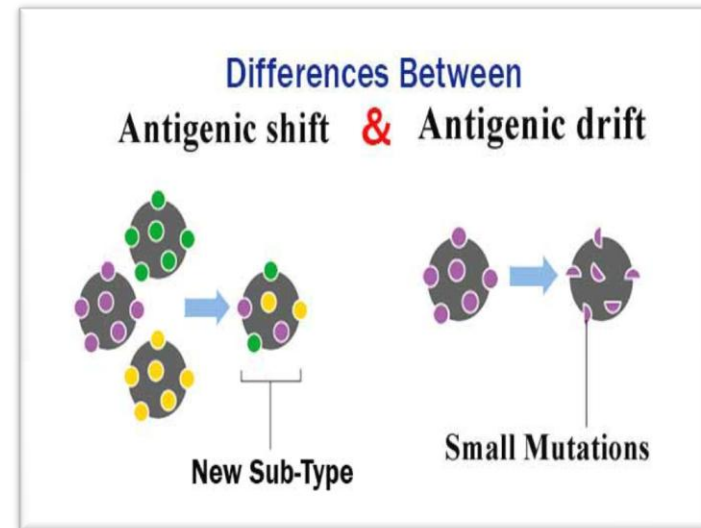 Differences Between
Antigenic shift & Antigenic drift
New Sub-Type
Small Mutations